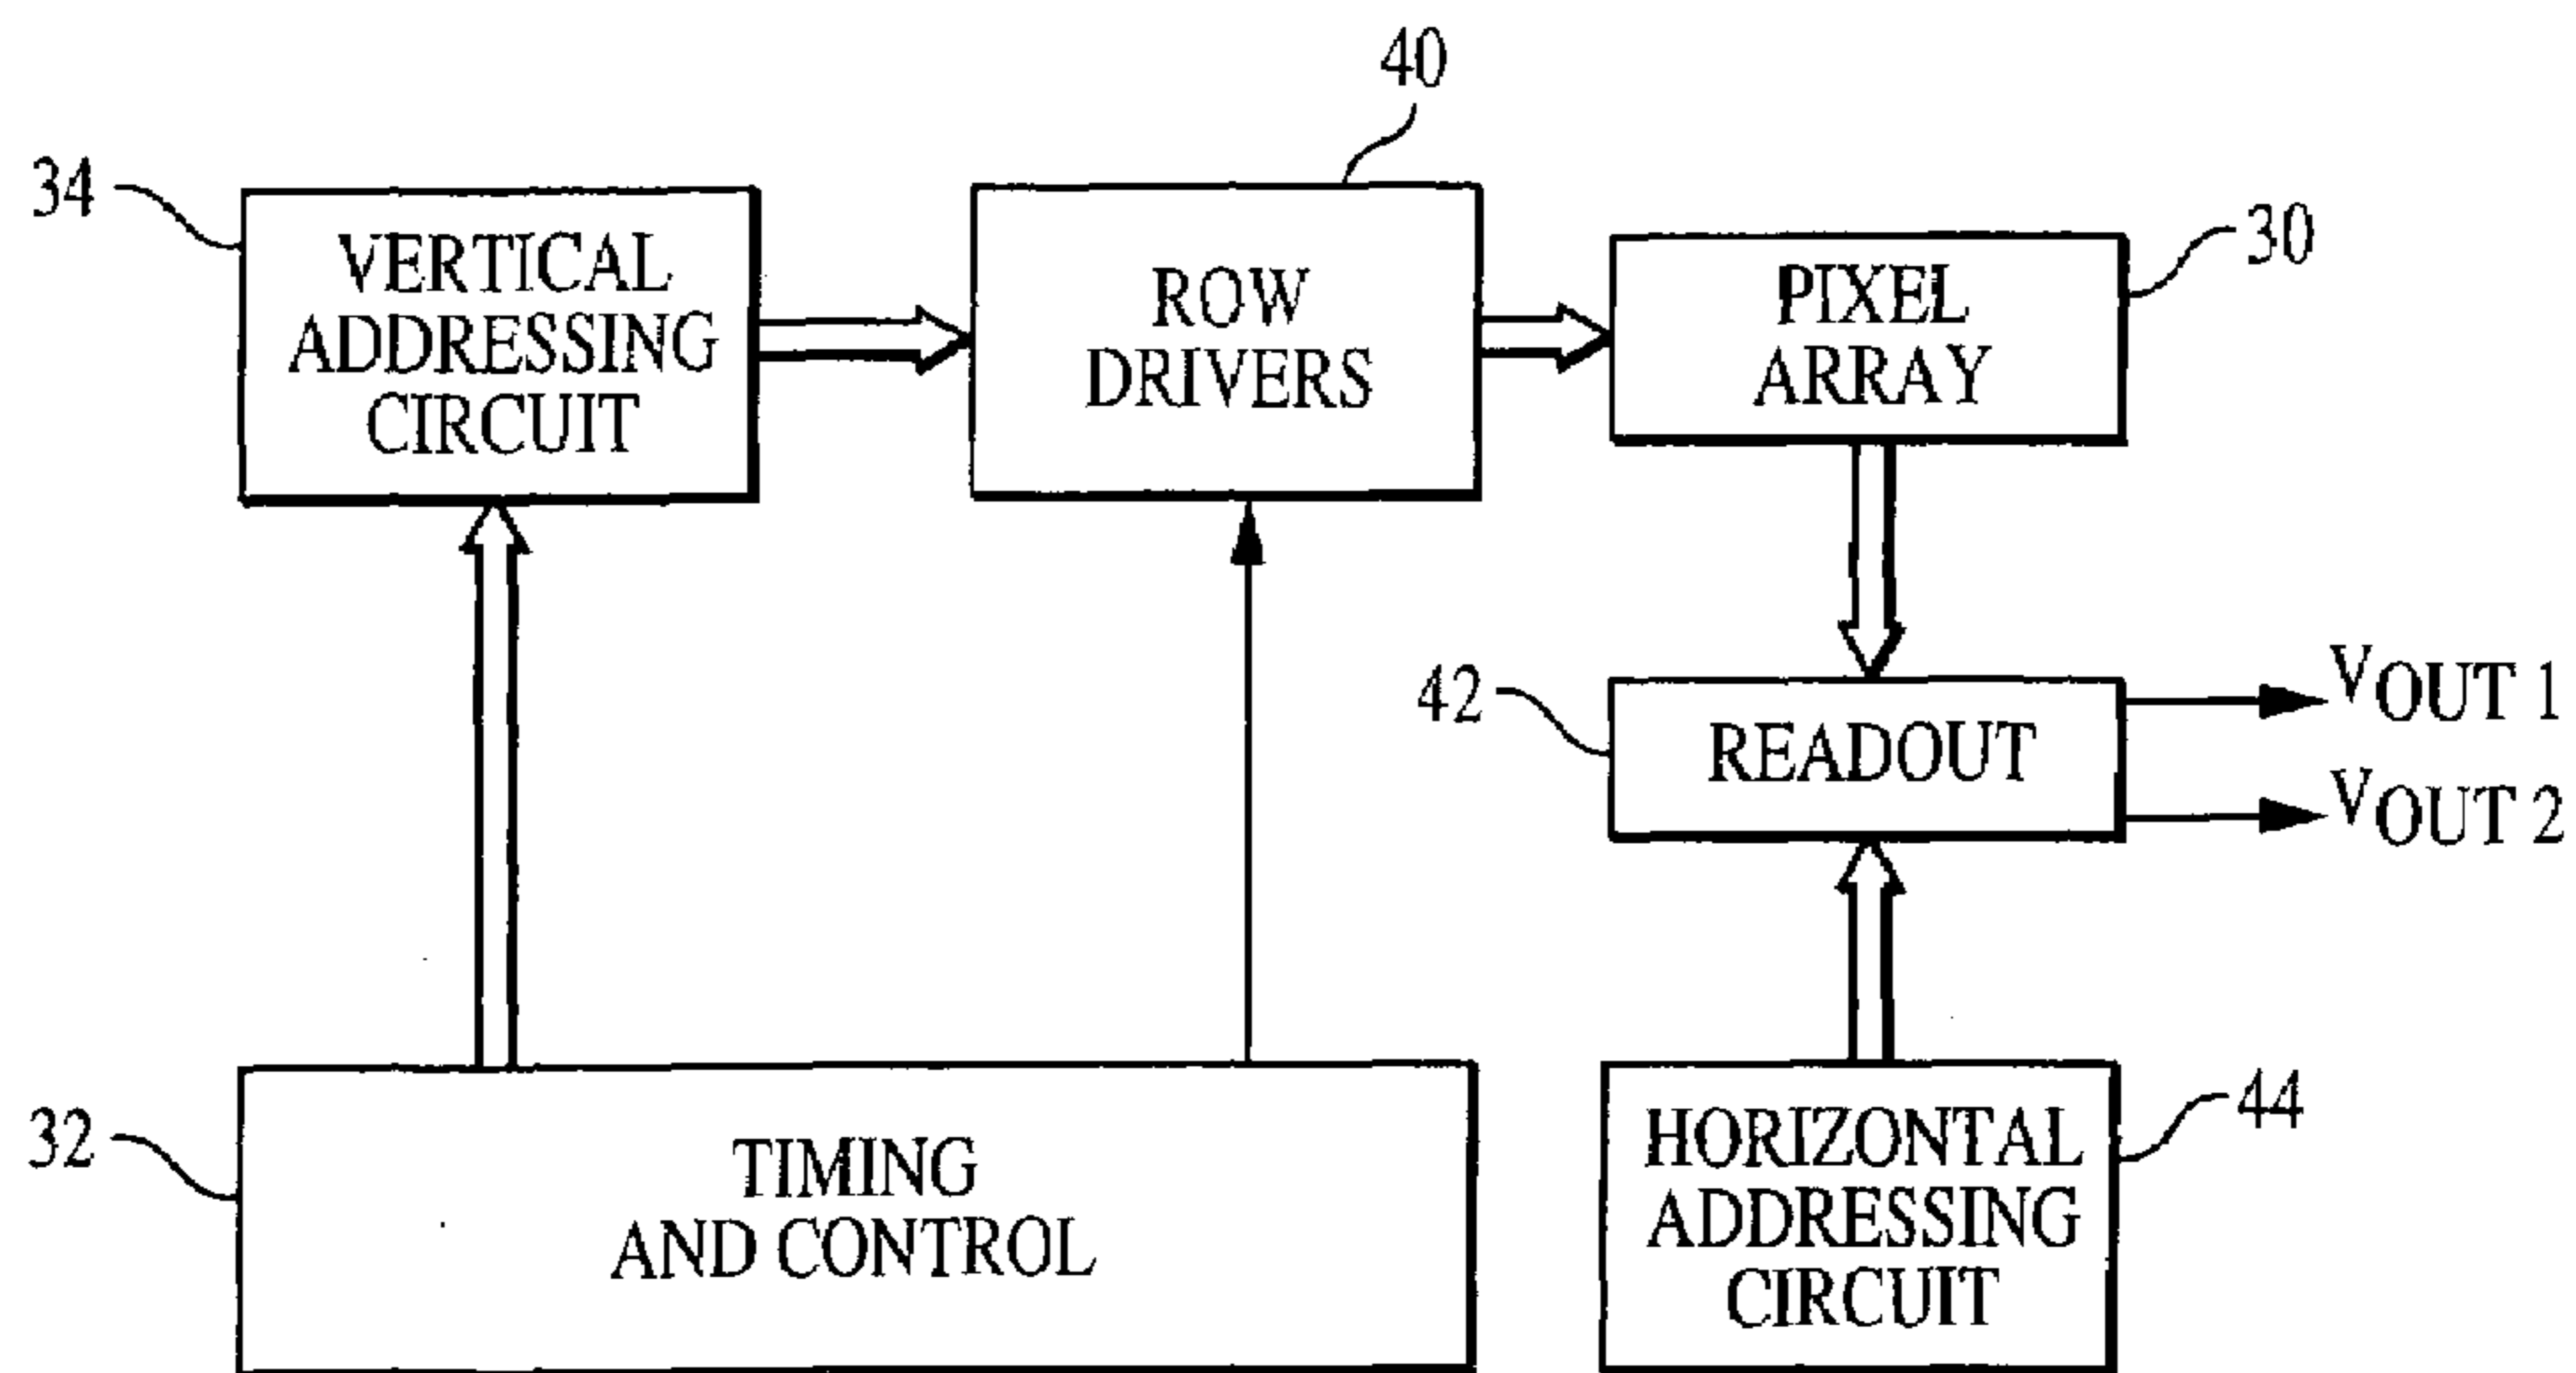 40
34
VERTICAL
ADDRESSING
CIRCUIT
ROW
DRIVERS
PIXEL
ARRAY
30
42
READOUT
VOUT 1
VOUT 2
32
TIMING
AND CONTROL
HORIZONTAL
ADDRESSING
CIRCUIT
44